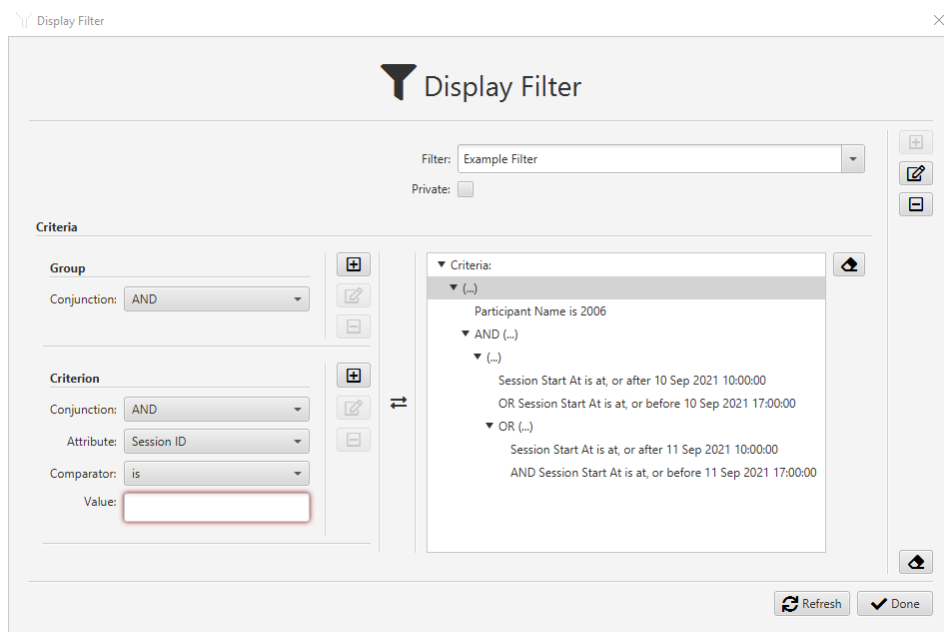 Display Filter
Display Filter
Filter: Example Filter
Private:
Criteria
Group
Conjunction: AND
Criterion
Conjunction: AND
Attribute: Session ID
Comparator: is
Value:
Criteria:
(...)
Participant Name is 2006
AND (...)
(...)
Session Start At is at, or after 10 Sep 2021 10:00:00
OR Session Start At is at, or before 10 Sep 2021 17:00:00
OR (...)
Session Start At is at, or after 11 Sep 2021 10:00:00
AND Session Start At is at, or before 11 Sep 2021 17:00:00
Refresh
Done